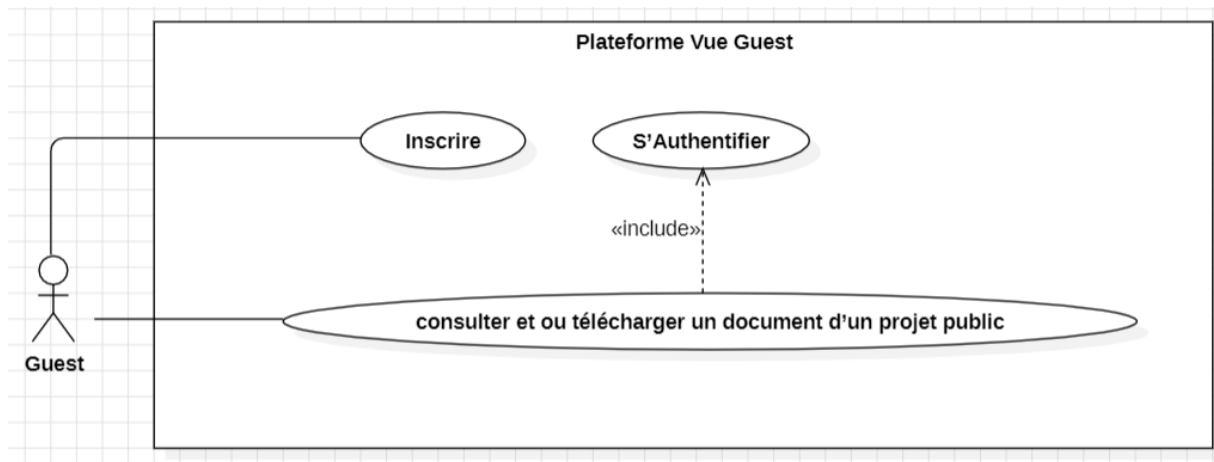 Plateforme Vue Guest
Inscrire
S’Authentifier
«include»
consulter et ou télécharger un document d’un projet public
Guest